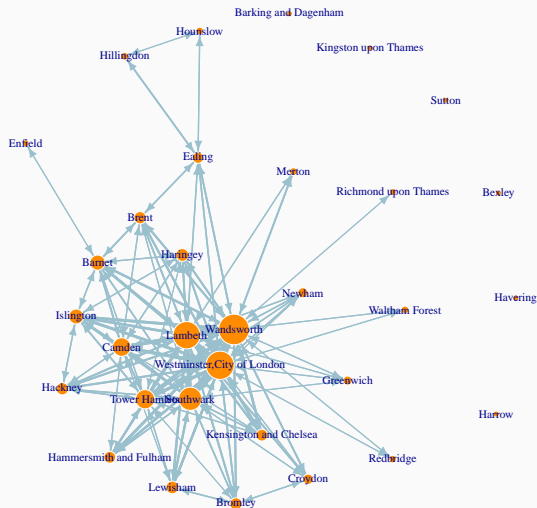 Barking and Dagenham
Hounslow
Kingston upon Thames
Hillingdon
Sutton
Enfield
Ealing
Merton
Richmond upon Thames
Bexley
Brent
Haringey
Barnet
Newham
Havering
Islington
Waltham Forest
Wandsworth
Lambeth
Camden
Westminster,City of London
Greenwich
Hackney
Tower Hamlets
Southwark
Harrow
Kensington and Chelsea
Hammersmith and Fulham
Redbridge
Croydon
Lewisham
Bromley